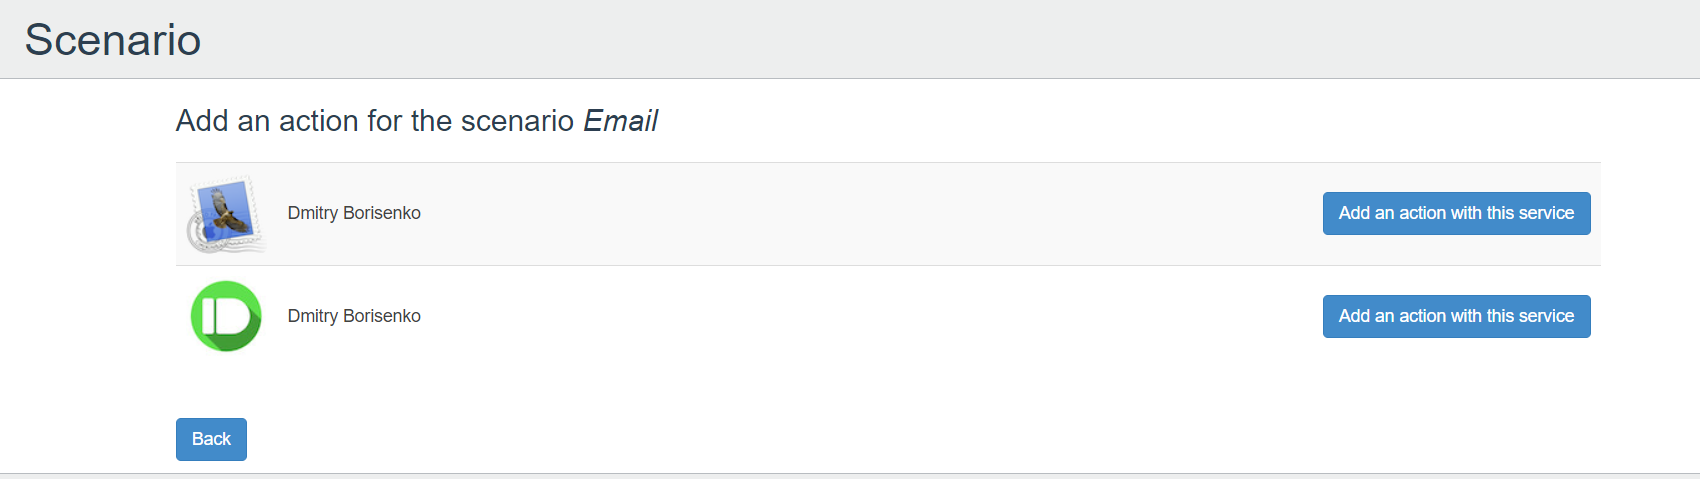 Scenario
Add an action for the scenario Email
Dmitry Borisenko
Add an action with this service
Dmitry Borisenko
Add an action with this service
Back